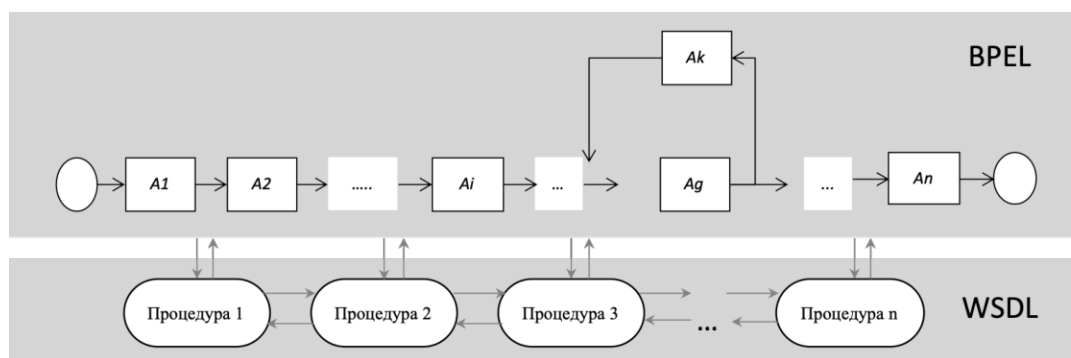 BPEL
Ak
A1
A2
.....
Ai
...
Ag
...
An
Процедура 1
Процедура 2
Процедура 3
...
Процедура n
WSDL